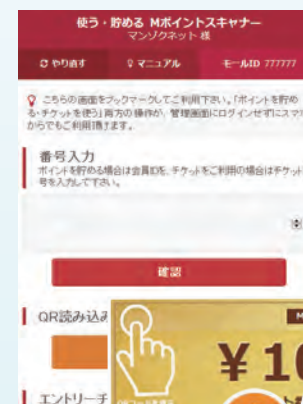 使う・貯める Mポイントスキャナー
マンゾクネット 様
やり直す
マニュアル
モールID 777777
こちらの画面をブックマークしてご利用下さい。「ポイントを貯め
る・チケットを使う」両方の操作が、管理画面にログインせずにスマホ
からでもご利用頂けます。
番号入力
ポイントを貯める場合は会員IDを、チケットをご利用の場合はチケット
号を入力して下さい。
確認
QR読み込み
M
¥10
エントリーチ